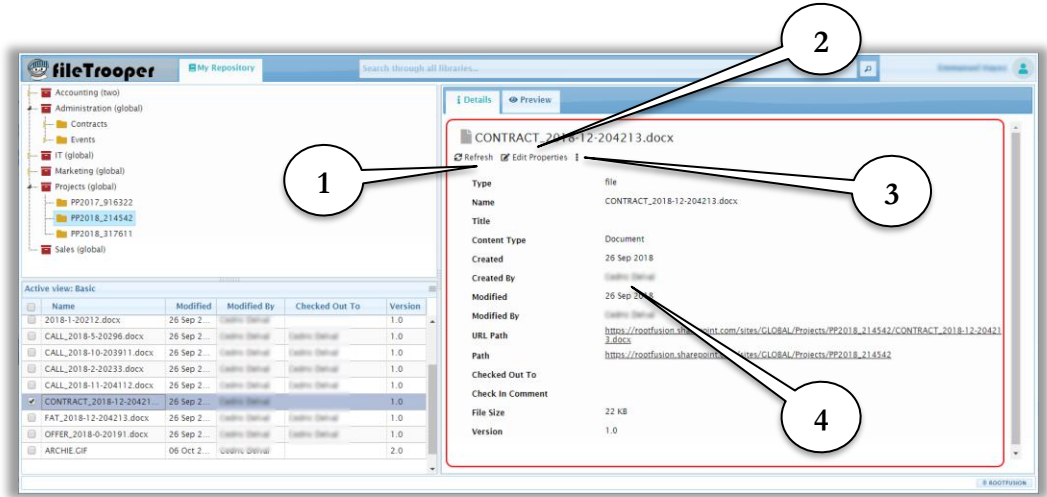 2
fileTrooper
My Repository
Search through all libraries...
Accounting (two)
Administration (global)
Contracts
Events
IT (global)
Marketing (global)
Projects (global)
PP2017_916322
PP2018_214542
PP2018_317611
Sales (global)
Active view: Basic
Name Modified Modified By Checked Out To Version
2018-1-20212.docx 26 Sep 2... 1.0
CALL_2018-5-20296.docx 26 Sep 2... 1.0
CALL_2018-10-203911.docx 26 Sep 2... 1.0
CALL_2018-2-20233.docx 26 Sep 2... 1.0
CALL_2018-11-204112.docx 26 Sep 2... 1.0
CONTRACT_2018-12-20421... 26 Sep 2... 1.0
FAT_2018-12-204213.docx 26 Sep 2... 1.0
OFFER_2018-0-20191.docx 26 Sep 2... 1.0
ARCHIE.GIF 06 Oct 2... 2.0
Details Preview
CONTRACT_2018-12-204213.docx
Refresh Edit Properties
1
3
Type file
Name CONTRACT_2018-12-204213.docx
Title
Content Type Document
Created 26 Sep 2018
Created By
Modified 26 Sep 2018
Modified By
URL Path https://rootfusion.sharepoint.com/sites/GLOBAL/Projects/PP2018_214542/CONTRACT_2018-12-20421
3.docx
Path https://rootfusion.sharepoint.com/sites/GLOBAL/Projects/PP2018_214542
Checked Out To
Check In Comment
4
File Size 22 KB
Version 1.0
ROOTFUSION